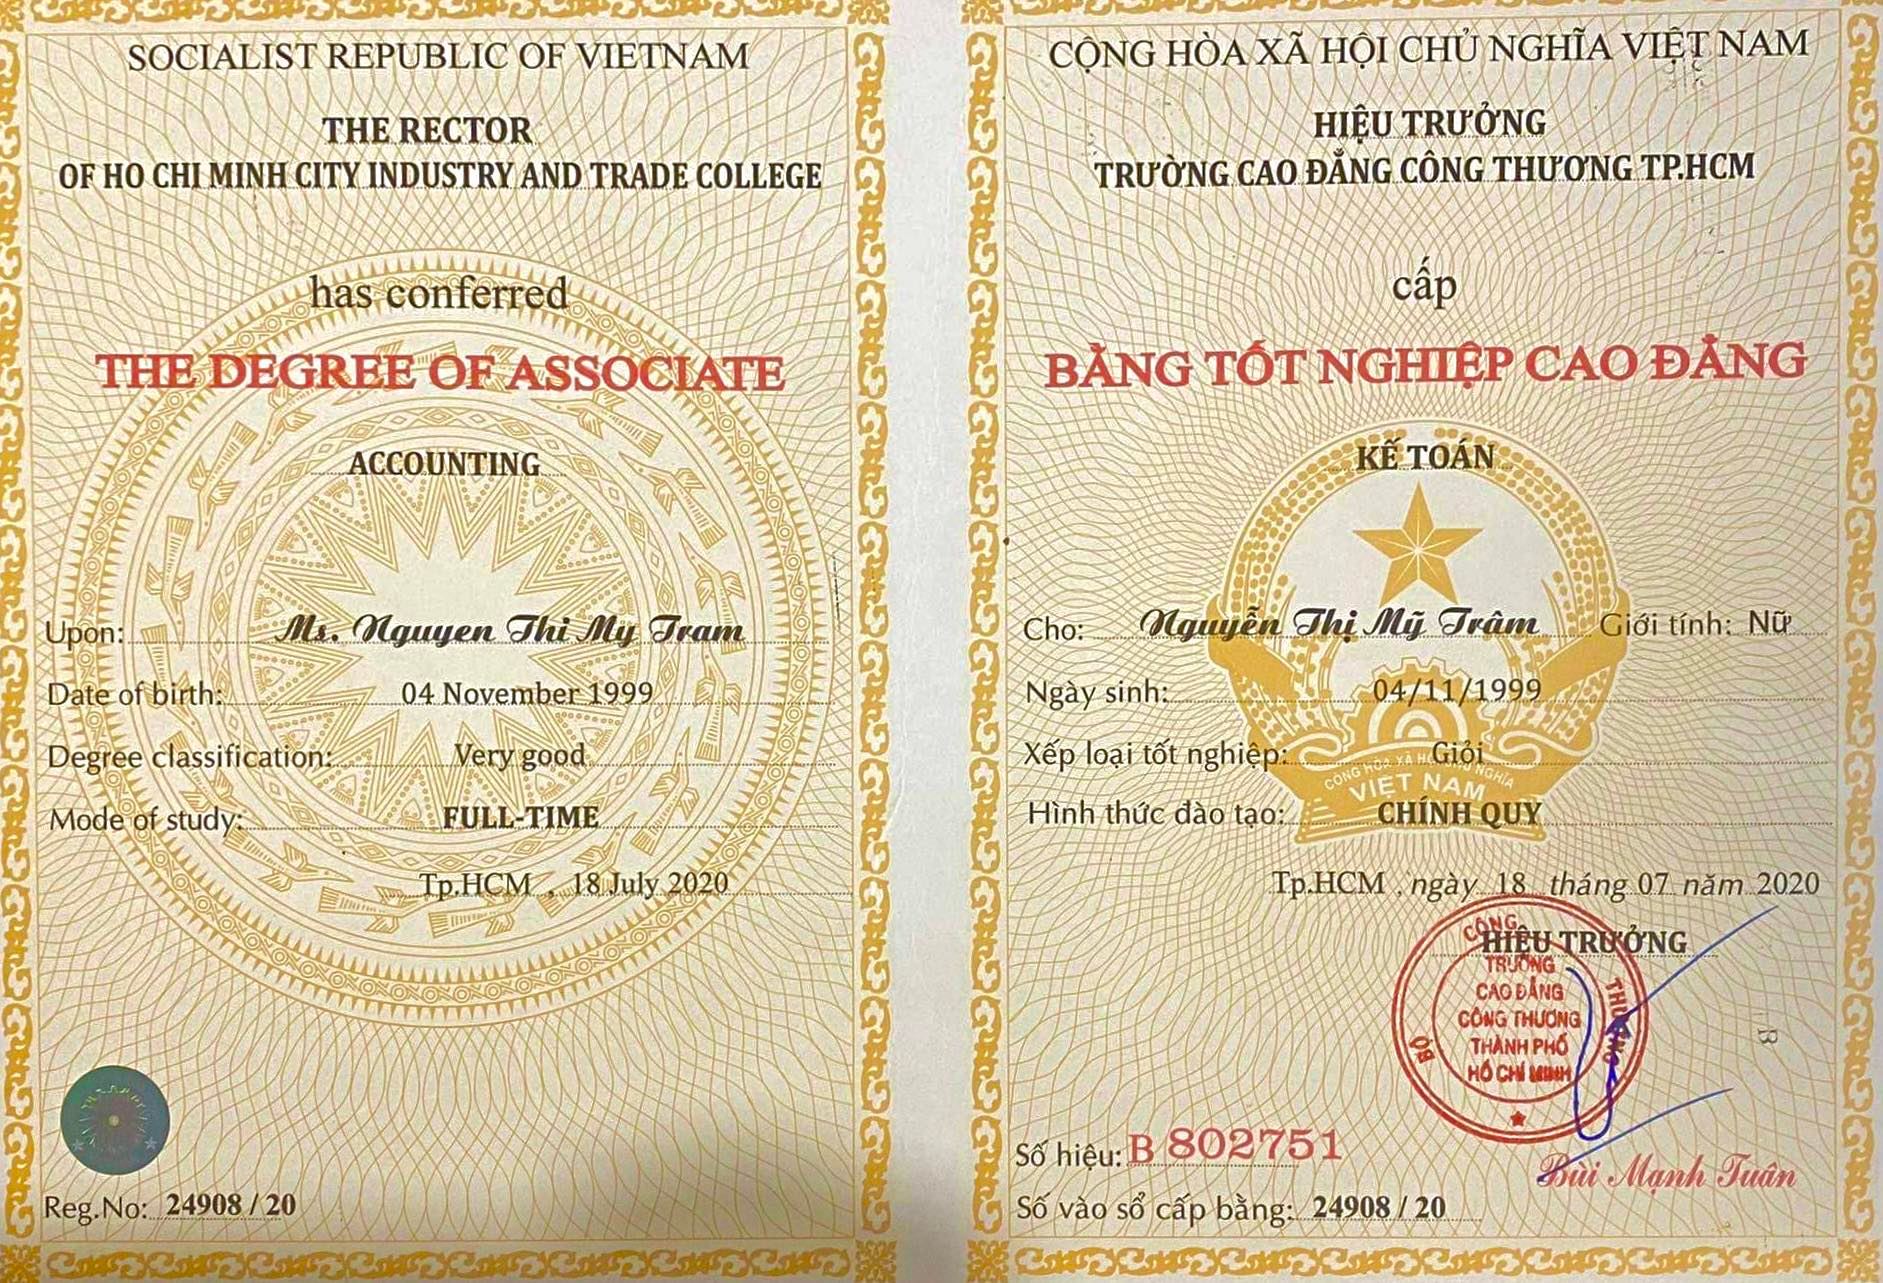 SOCIALIST REPUBLIC OF VIETNAM
THE RECTOR
OF HO CHI MINH CITY INDUSTRY AND TRADE COLLEGE
has conferred
THE DEGREE OF ASSOCIATE
ACCOUNTING
Upon: Ms. Nguyen Thi My Tram
Date of birth: 04 November 1999
Degree classification: Very good
Mode of study: FULL-TIME
Tp.HCM , 18 July 2020
Reg.No: 24908 / 20
CỘNG HÒA XÃ HỘI CHỦ NGHĨA VIỆT NAM
HIỆU TRƯỞNG
TRƯỜNG CAO ĐẲNG CÔNG THƯƠNG TP.HCM
cấp
BẰNG TỐT NGHIỆP CAO ĐẲNG
KẾ TOÁN
Cho: Nguyễn Thị Mỹ Trâm Giới tính: Nữ
Ngày sinh: 04/11/1999
Xếp loại tốt nghiệp: Giỏi
CỘNG HÒA XÃ HỘI CHỦ NGHĨA
VIỆT NAM
Hình thức đào tạo: CHÍNH QUY
Tp.HCM , ngày 18 tháng 07 năm 2020
HIỆU TRƯỞNG
BỘ CÔNG THƯƠNG
TRƯỜNG
CAO ĐẲNG
CÔNG THƯƠNG
THÀNH PHỐ
HỒ CHÍ MINH
Số hiệu: B 802751
Bùi Mạnh Tuân
Số vào sổ cấp bằng: 24908 / 20